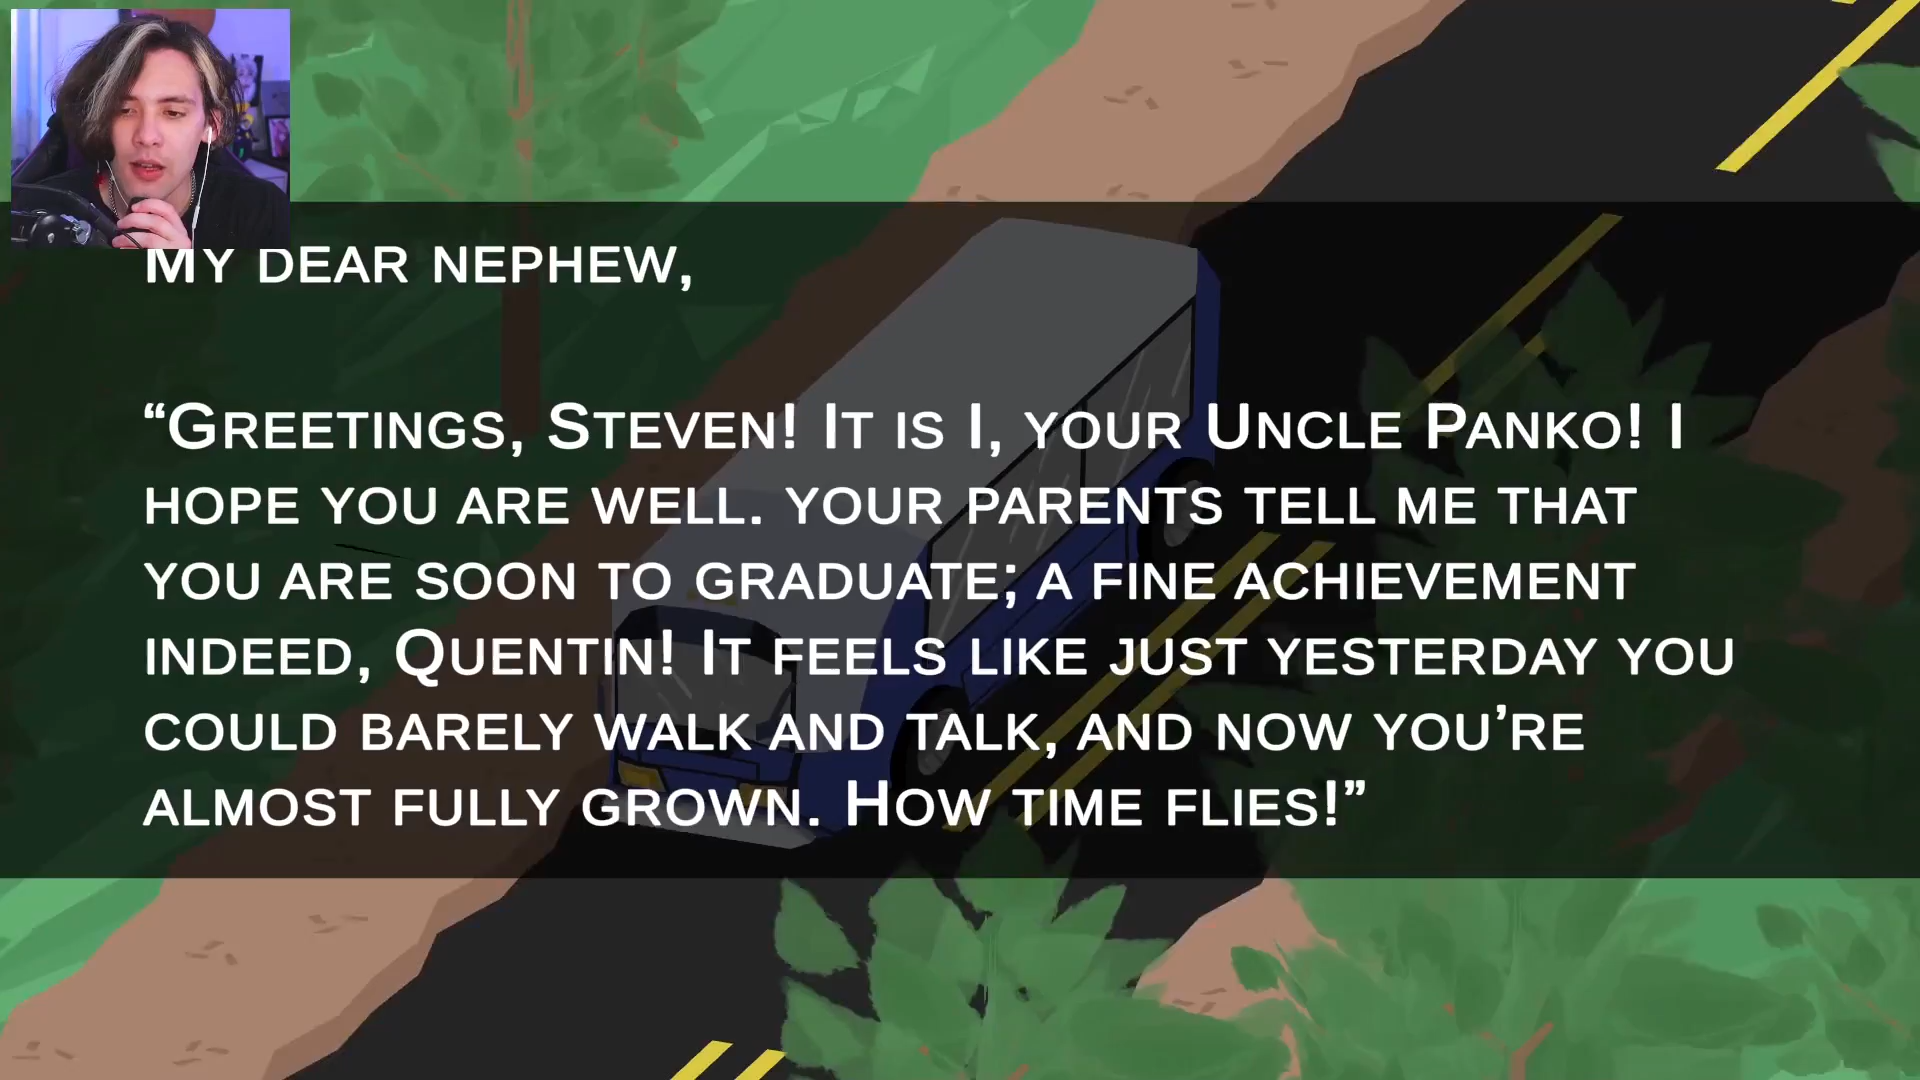 My dear nephew,
“Greetings, Steven! It is I, your Uncle Panko! I
hope you are well. Your parents tell me that
you are soon to graduate; a fine achievement
indeed, Quentin! It feels like just yesterday you
could barely walk and talk, and now you’re
almost fully grown. How time flies!”